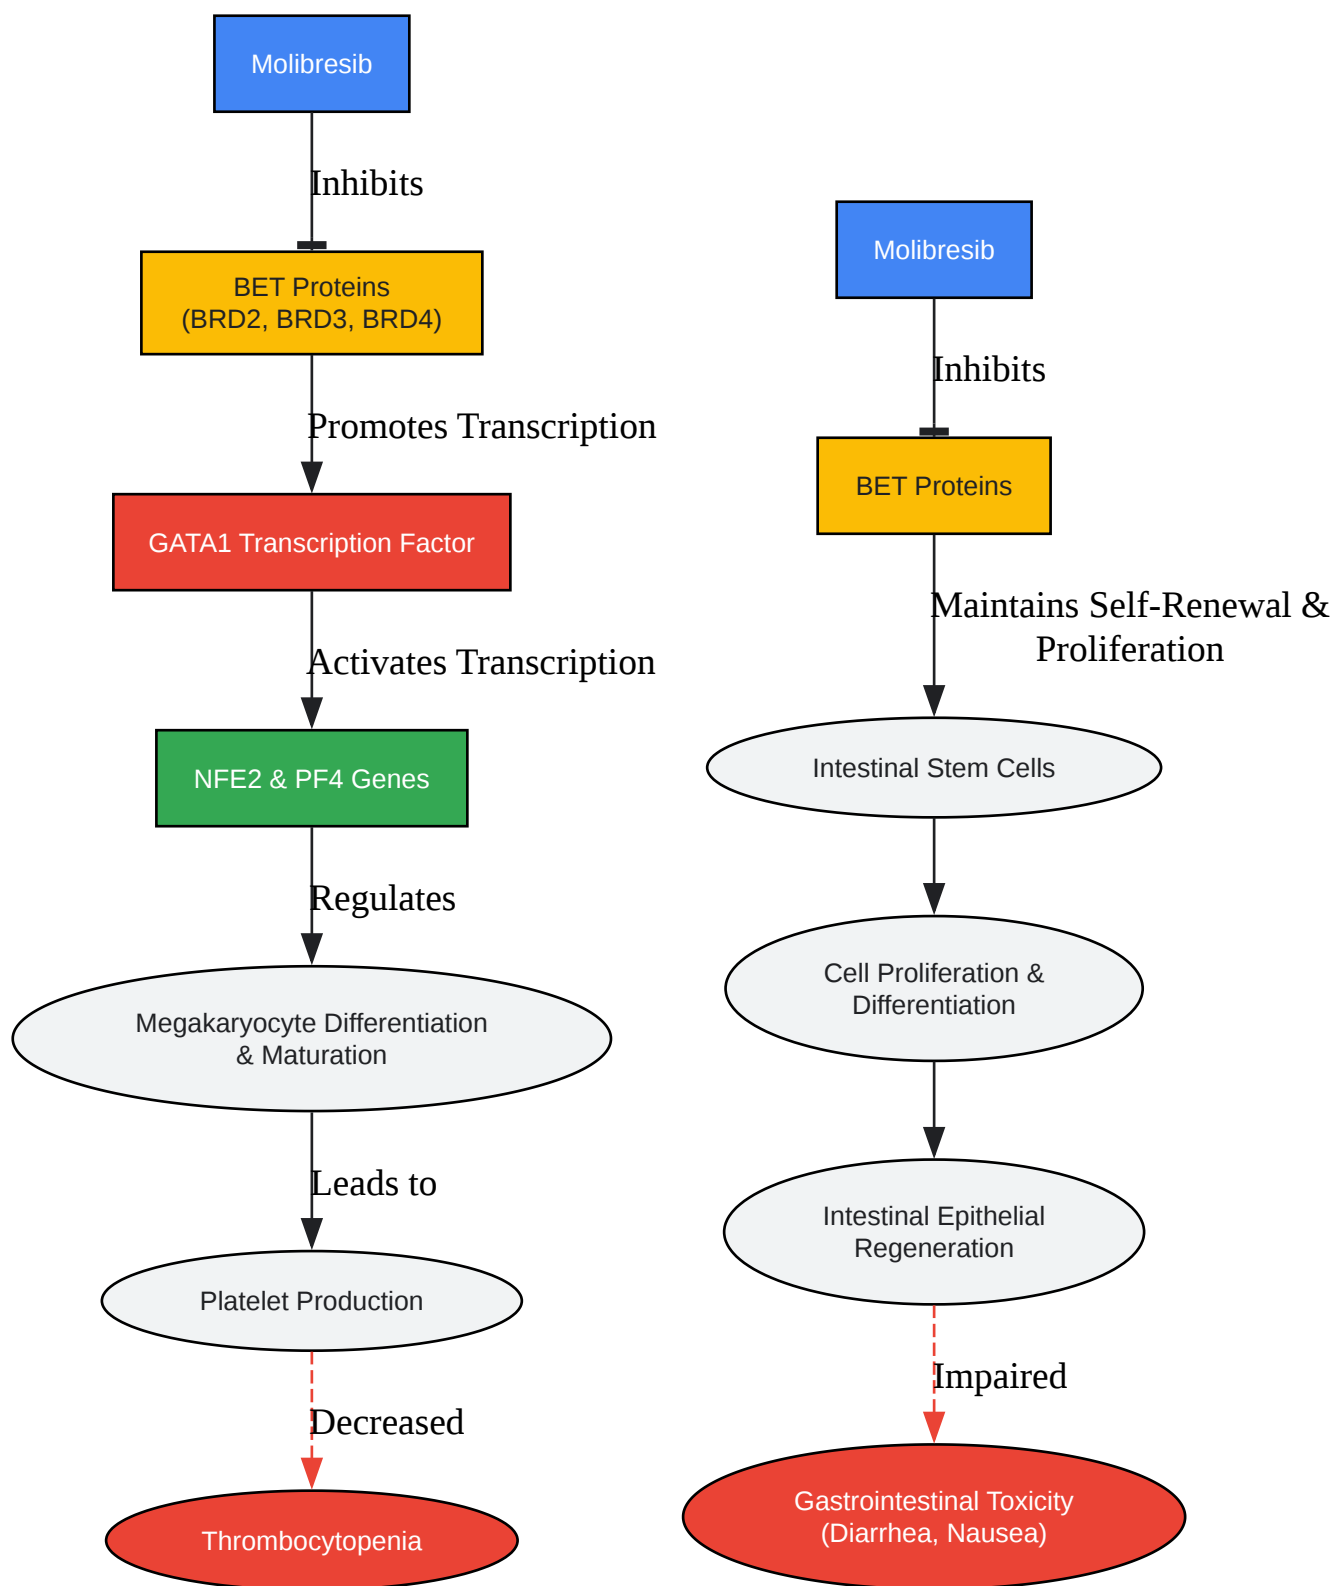 Molibresib
Inhibits
BET Proteins
(BRD2, BRD3, BRD4)
Promotes Transcription
GATA1 Transcription Factor
Activates Transcription
NFE2 & PF4 Genes
Regulates
Megakaryocyte Differentiation
& Maturation
Leads to
Platelet Production
Decreased
Thrombocytopenia
Molibresib
Inhibits
BET Proteins
Maintains Self-Renewal &
Proliferation
Intestinal Stem Cells
Cell Proliferation &
Differentiation
Intestinal Epithelial
Regeneration
Impaired
Gastrointestinal Toxicity
(Diarrhea, Nausea)